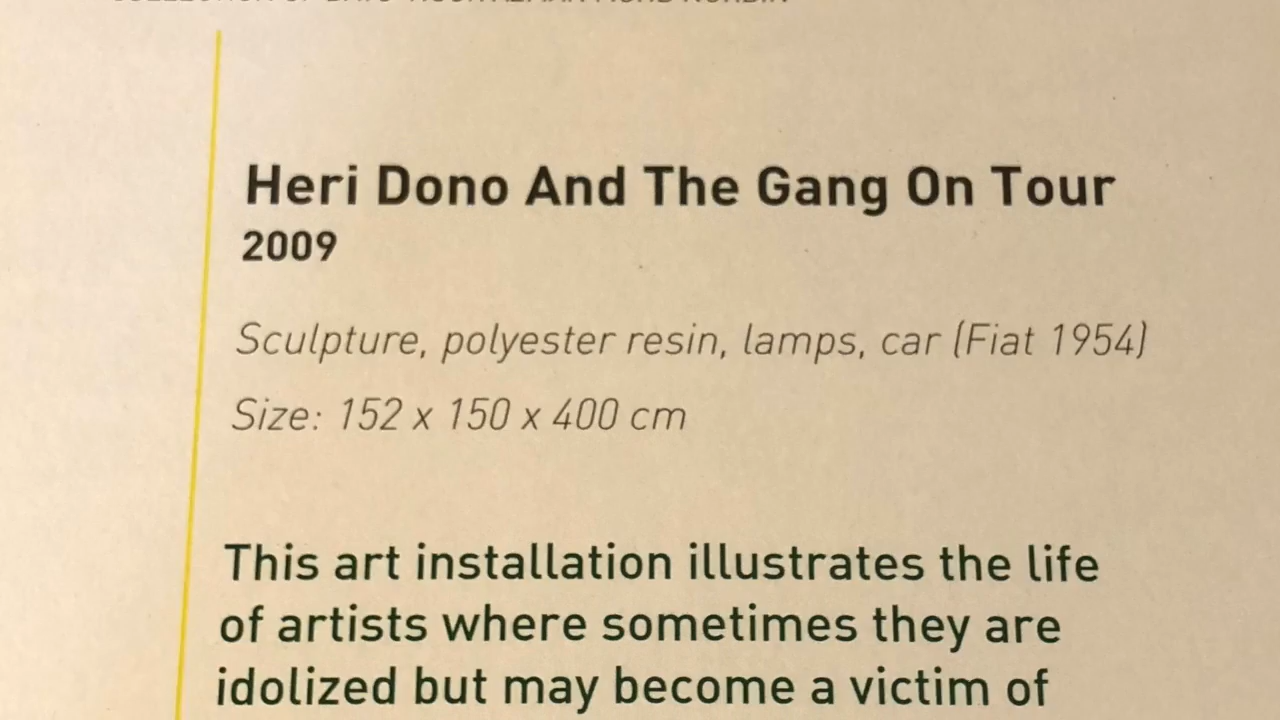 Heri Dono And The Gang On Tour
2009
Sculpture, polyester resin, lamps, car (Fiat 1954)
Size: 152 x 150 x 400 cm
This art installation illustrates the life
of artists where sometimes they are
idolized but may become a victim of